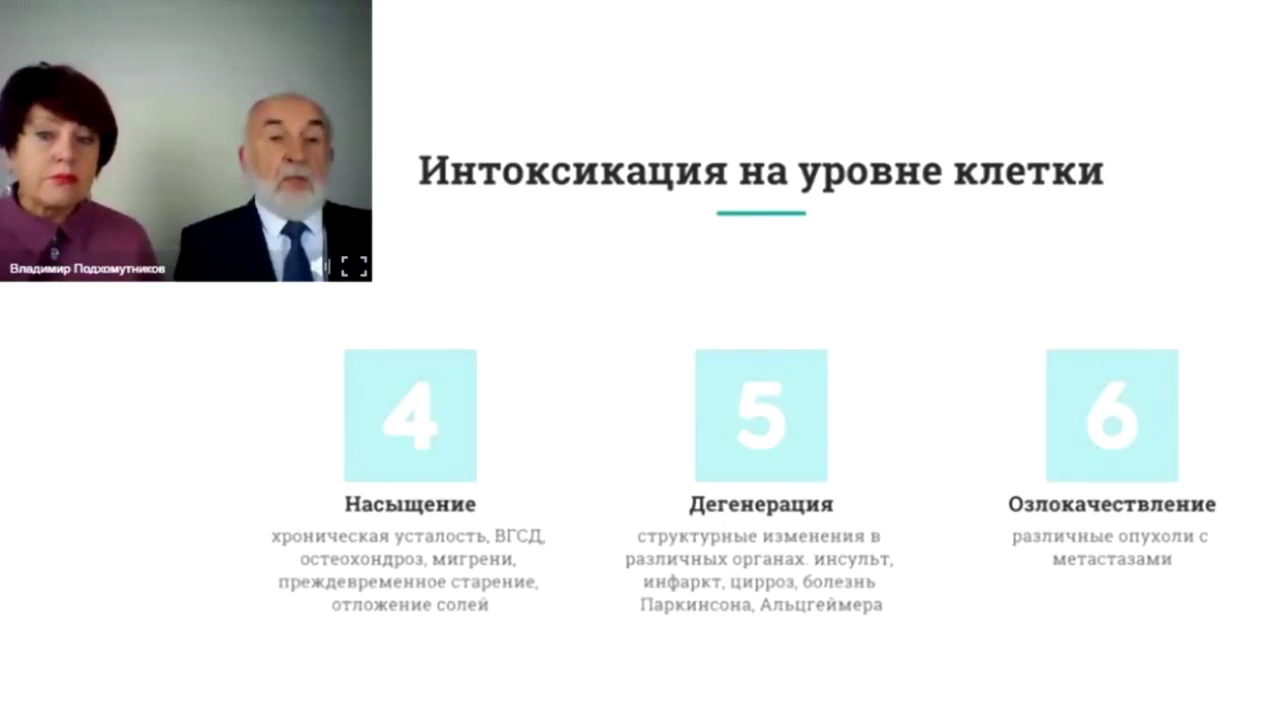 Владимир Подхомутников
Интоксикация на уровне клетки
4
Насыщение
хроническая усталость, ВГСД,
остеохондроз, мигрени,
преждевременное старение,
отложение солей
5
Дегенерация
структурные изменения в
различных органах. инсульт,
инфаркт, цирроз, болезнь
Паркинсона, Альцгеймера
6
Озлокачествление
различные опухоли с
метастазами